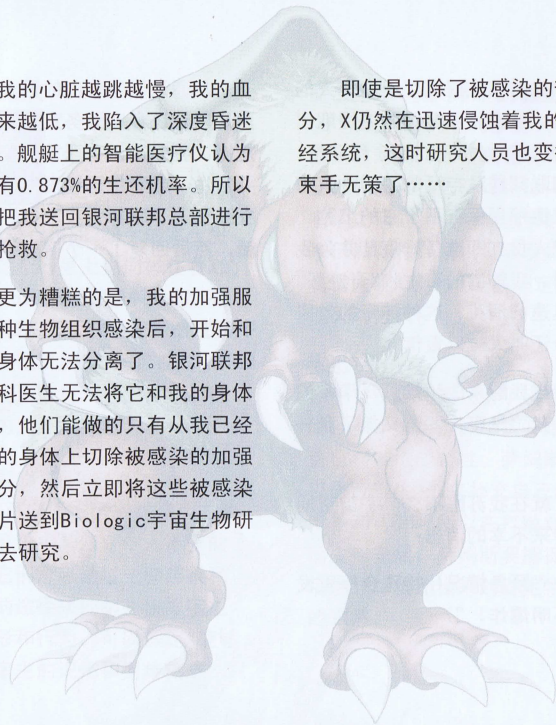 我的心脏越跳越慢，我的血
来越低，我陷入了深度昏迷
。舰艇上的智能医疗仪认为
有0.873%的生还机率。所以
把我送回银河联邦总部进行
抢救。
更为糟糕的是，我的加强服
种生物组织感染后，开始和
身体无法分离了。银河联邦
科医生无法将它和我的身体
，他们能做的只有从我已经
的身体上切除被感染的加强
分，然后立即将这些被感染
片送到Biologic宇宙生物研
去研究。
即使是切除了被感染的
分，X仍然在迅速侵蚀着我的
经系统，这时研究人员也变
束手无策了……